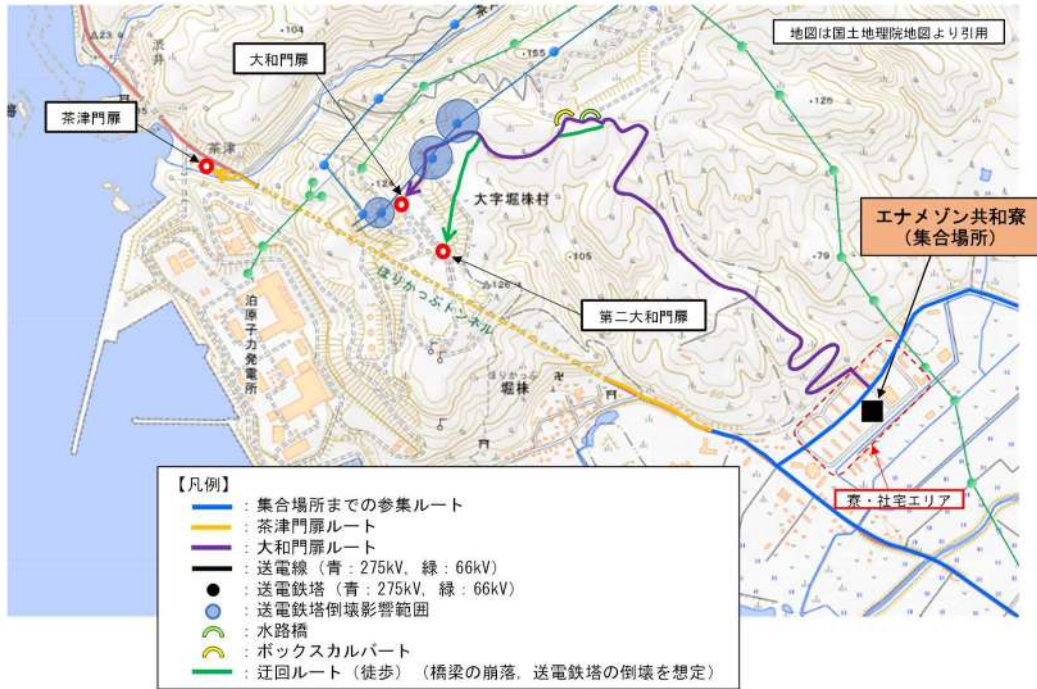 地図は国土地理院地図より引用
大和門扉
茶津門扉
茶津
大字堀株村
エナメゾン共和寮
(集合場所)
ほりかっぷトンネル
第二大和門扉
泊原子力発電所
ほりかっぷ
堀株
寮・社宅エリア
・104
・155
・126
・105
・79
【凡例】
:集合場所までの参集ルート
:茶津門扉ルート
:大和門扉ルート
:送電線(青:275kV, 緑:66kV)
:送電鉄塔(青:275kV, 緑:66kV)
:送電鉄塔倒壊影響範囲
:水路橋
:ボックスカルバート
:迂回ルート(徒歩)(橋梁の崩落, 送電鉄塔の倒壊を想定)